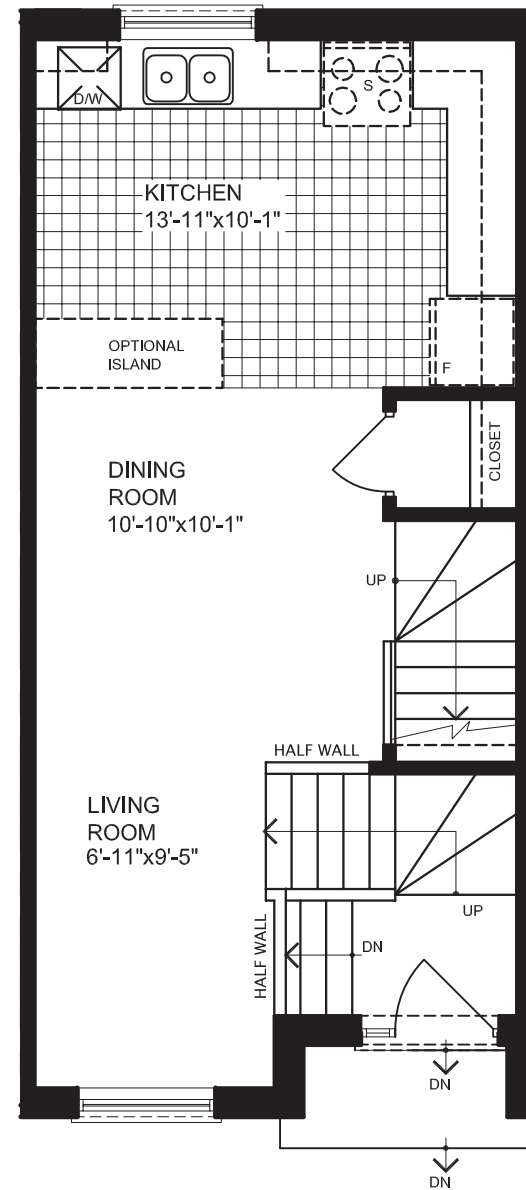 D/W
S
KITCHEN
13'-11"x10'-1"
OPTIONAL
ISLAND
F
CLOSET
DINING
ROOM
10'-10"x10'-1"
UP
HALF WALL
LIVING
ROOM
6'-11"x9'-5"
UP
HALF WALL
DN
DN
DN